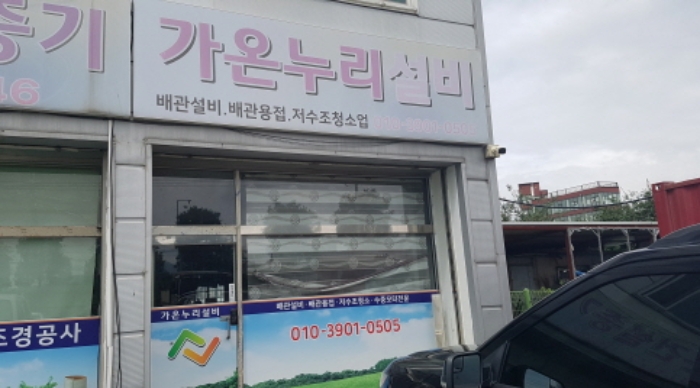 중기
46
가온누리설비
배관설비.배관용접.저수조청소업
조경공사
가온누리설비
배관설비·배관용접·저수조청소·수중모터전용
010-3901-0505